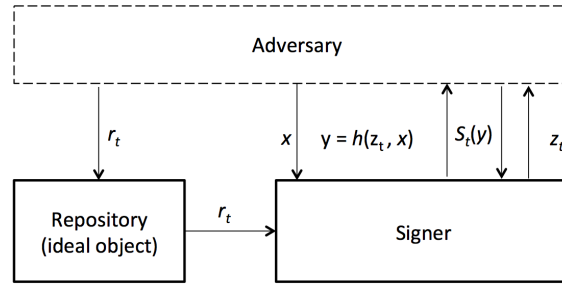 Adversary
r_t
x
y = h(z_t, x)
S_t(y)
z_t
Repository
(ideal object)
r_t
Signer